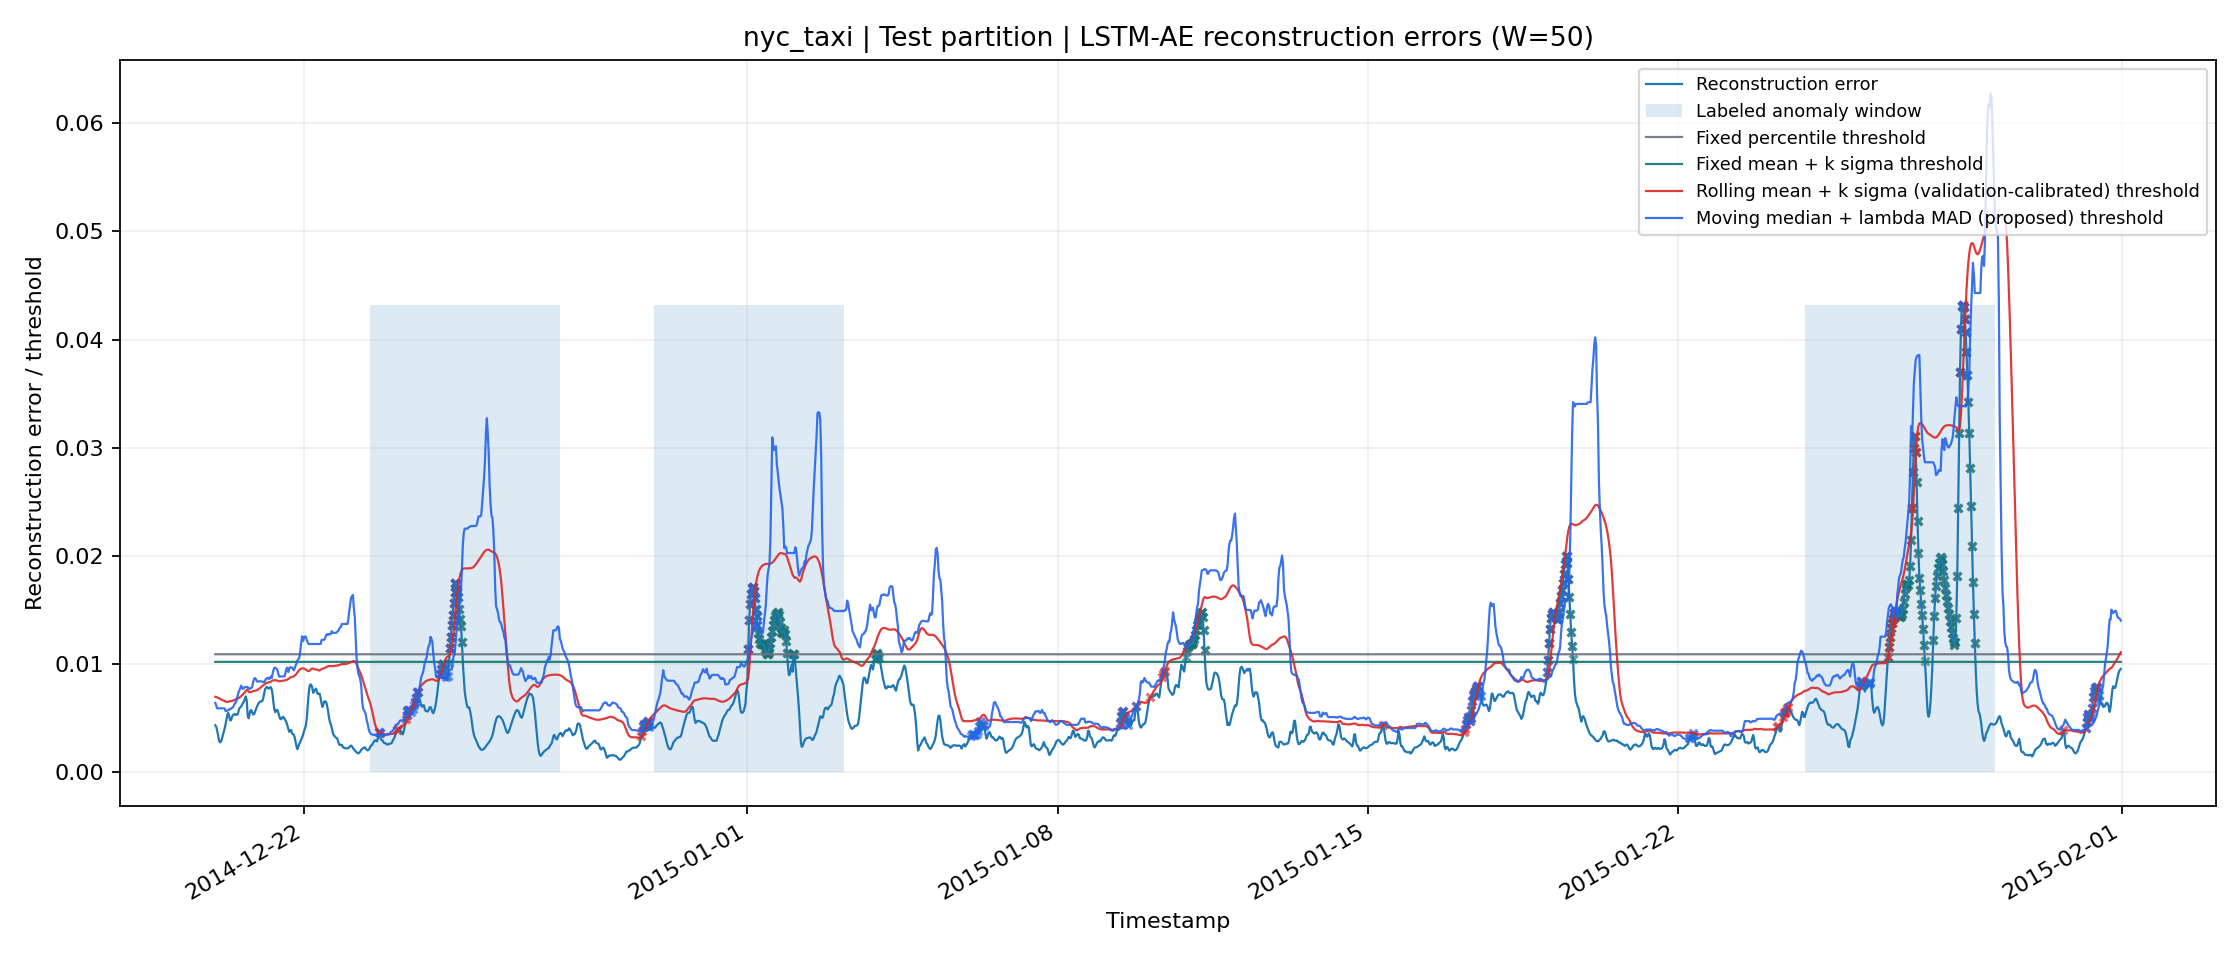 nyc_taxi | Test partition | LSTM-AE reconstruction errors (W=50)
Reconstruction error
Labeled anomaly window
Fixed percentile threshold
Fixed mean + k sigma threshold
Rolling mean + k sigma (validation-calibrated) threshold
Moving median + lambda MAD (proposed) threshold
Reconstruction error / threshold
0.06
0.05
0.04
0.03
0.02
0.01
0.00
2014-12-22
2015-01-01
2015-01-08
2015-01-15
2015-01-22
2015-02-01
Timestamp